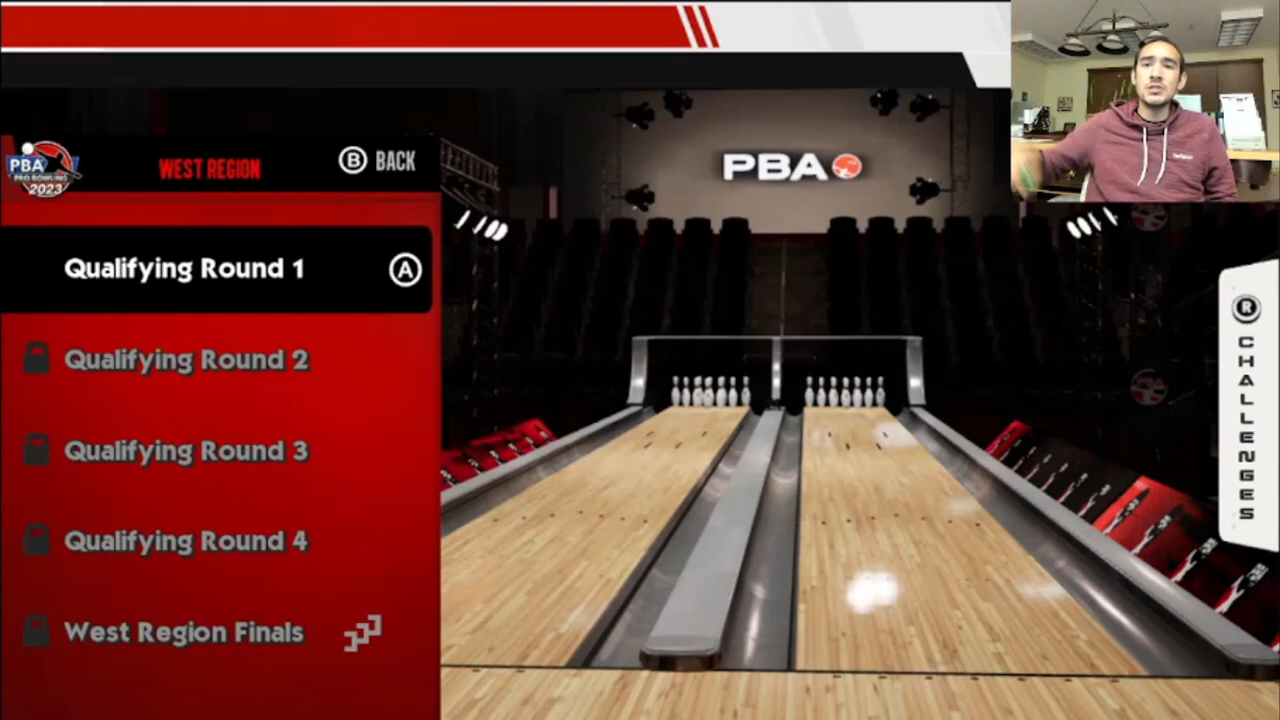 PBA
PRO BOWLING
2023
WEST REGION
B BACK
PBA
Qualifying Round 1
A
Qualifying Round 2
Qualifying Round 3
Qualifying Round 4
West Region Finals
R
CHALLENGES